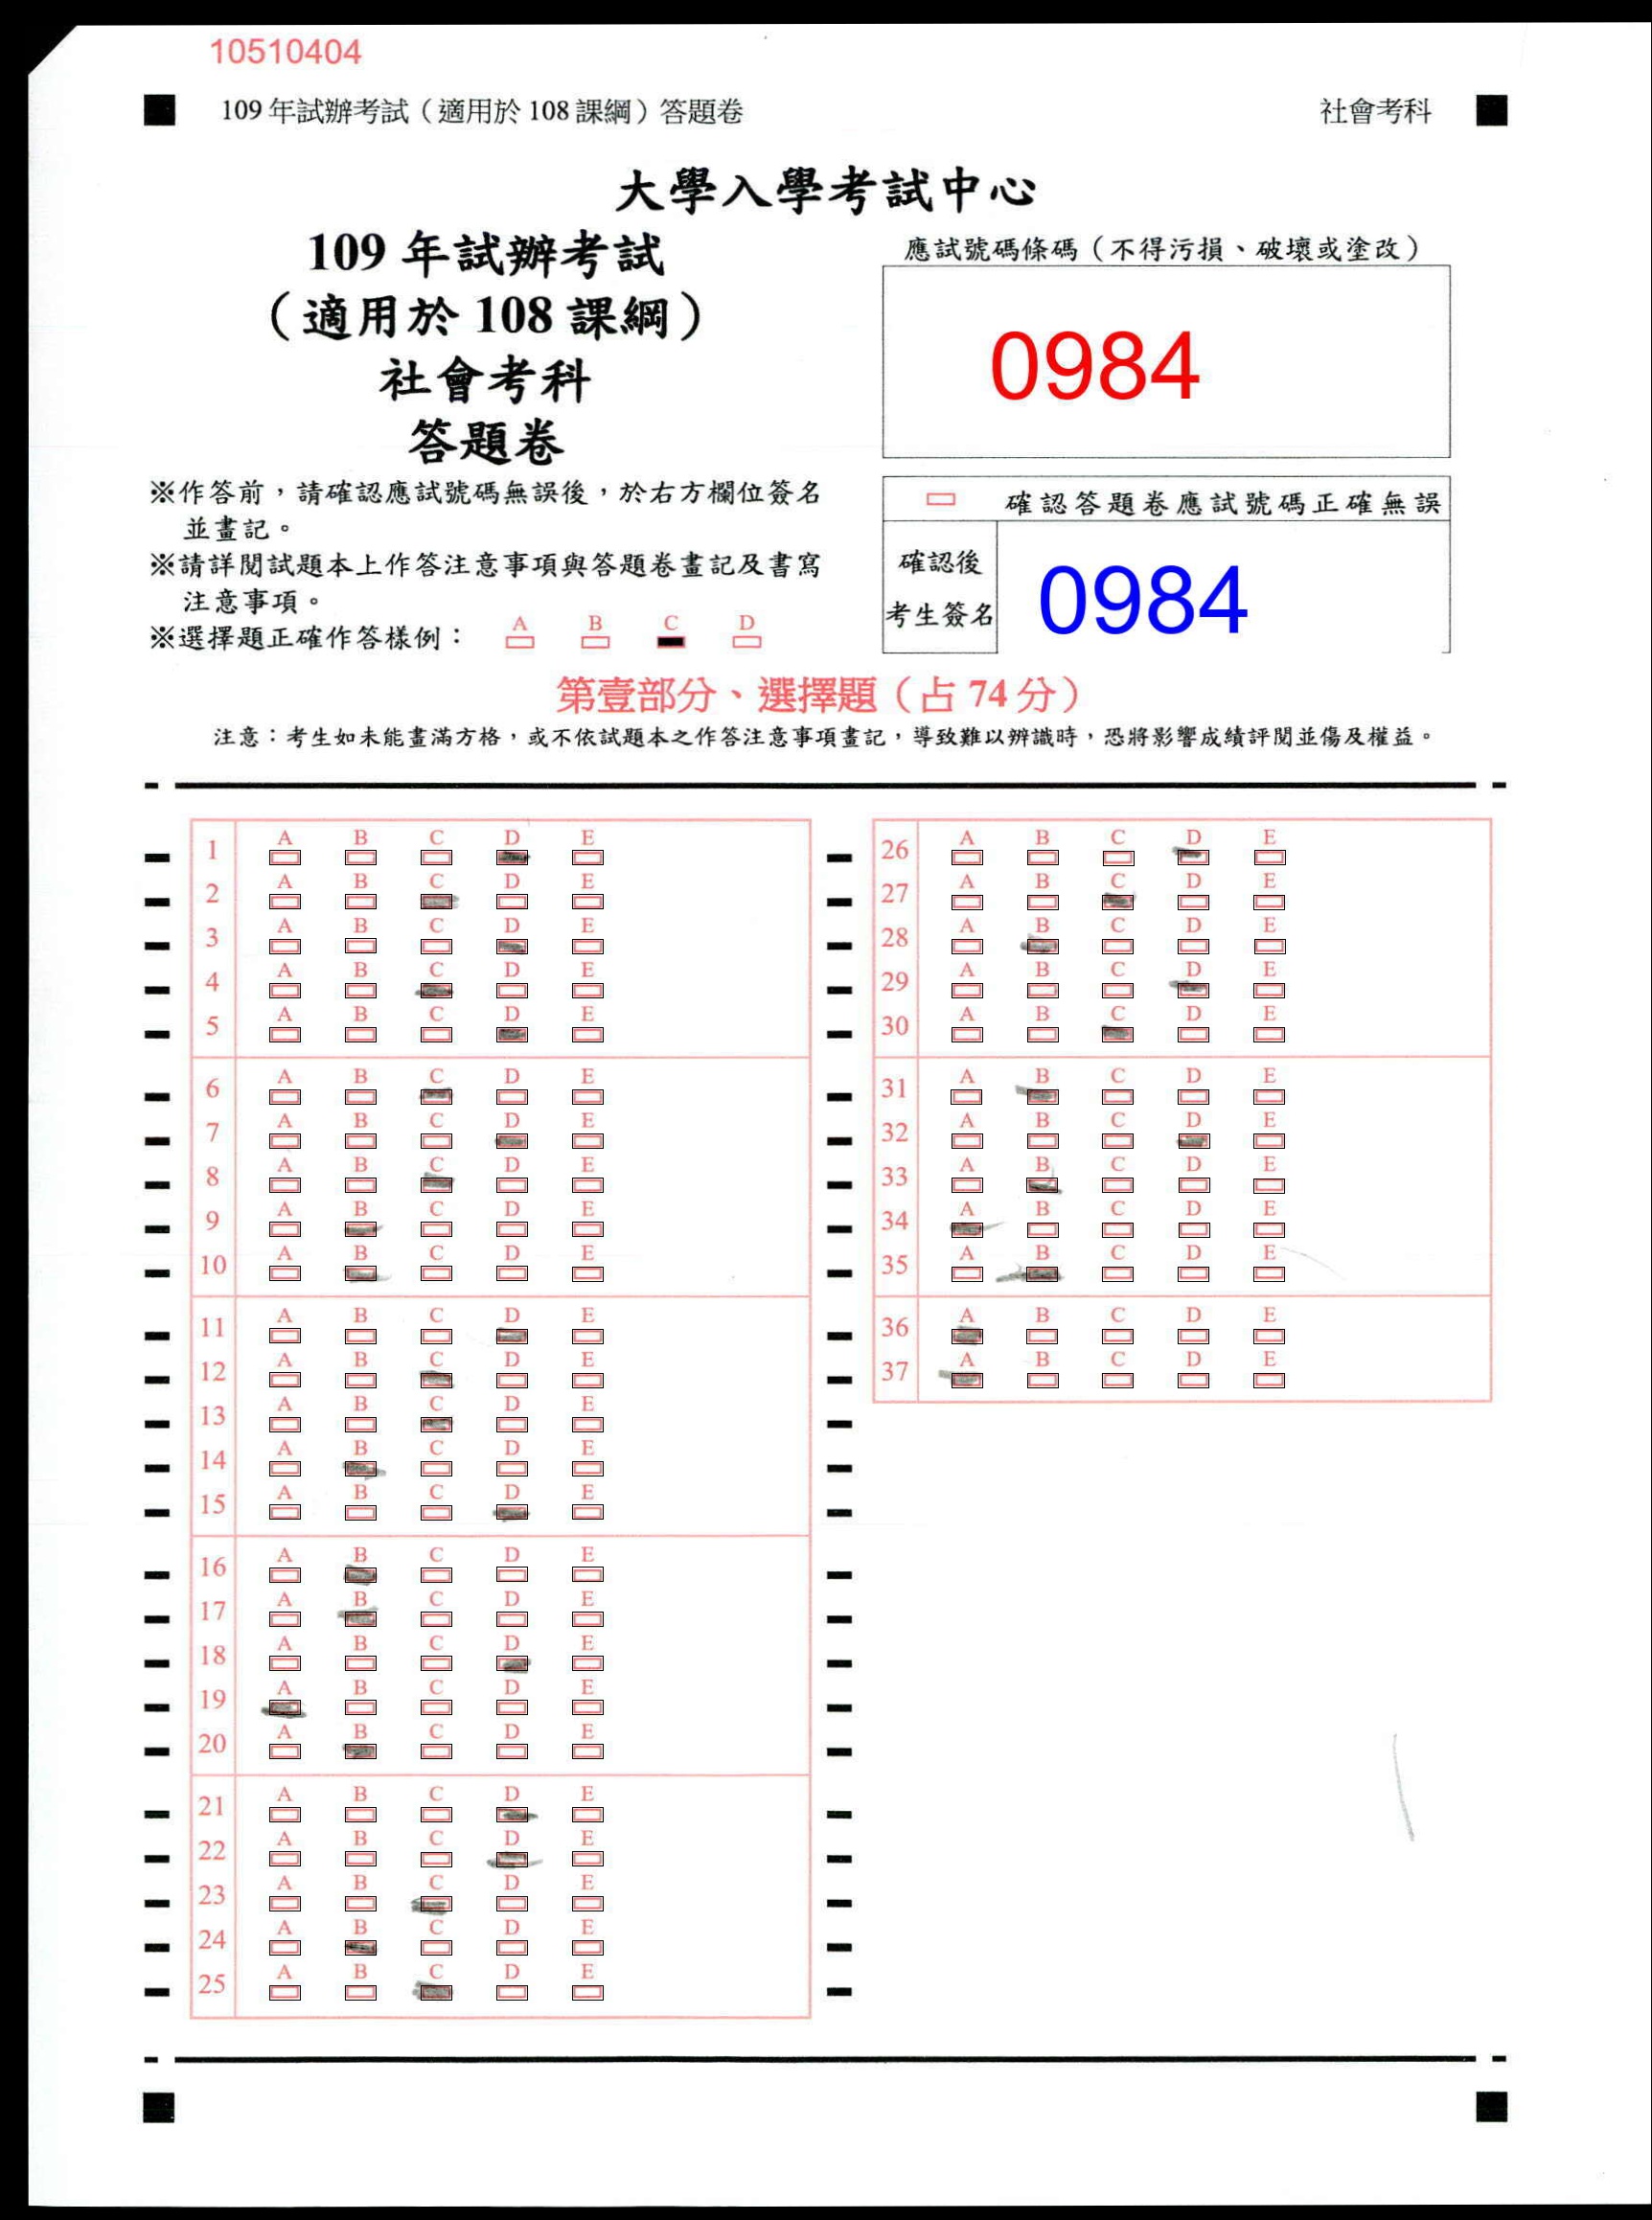 10510404
109 年試辦考試（適用於 108 課綱）答題卷 社會考科
大學入學考試中心
109 年試辦考試
（適用於 108 課綱）
社會考科
答題卷
應試號碼條碼（不得污損、破壞或塗改）
0984
※作答前，請確認應試號碼無誤後，於右方欄位簽名
並畫記。
※請詳閱試題本上作答注意事項與答題卷畫記及書寫
注意事項。
※選擇題正確作答樣例： A B C D
確認答題卷應試號碼正確無誤
確認後
考生簽名
0984
第壹部分、選擇題（占 74 分）
注意：考生如未能畫滿方格，或不依試題本之作答注意事項畫記，導致難以辨識時，恐將影響成績評閱並傷及權益。
1 A B C D E
2 A B C D E
3 A B C D E
4 A B C D E
5 A B C D E
6 A B C D E
7 A B C D E
8 A B C D E
9 A B C D E
10 A B C D E
11 A B C D E
12 A B C D E
13 A B C D E
14 A B C D E
15 A B C D E
16 A B C D E
17 A B C D E
18 A B C D E
19 A B C D E
20 A B C D E
21 A B C D E
22 A B C D E
23 A B C D E
24 A B C D E
25 A B C D E
26 A B C D E
27 A B C D E
28 A B C D E
29 A B C D E
30 A B C D E
31 A B C D E
32 A B C D E
33 A B C D E
34 A B C D E
35 A B C D E
36 A B C D E
37 A B C D E